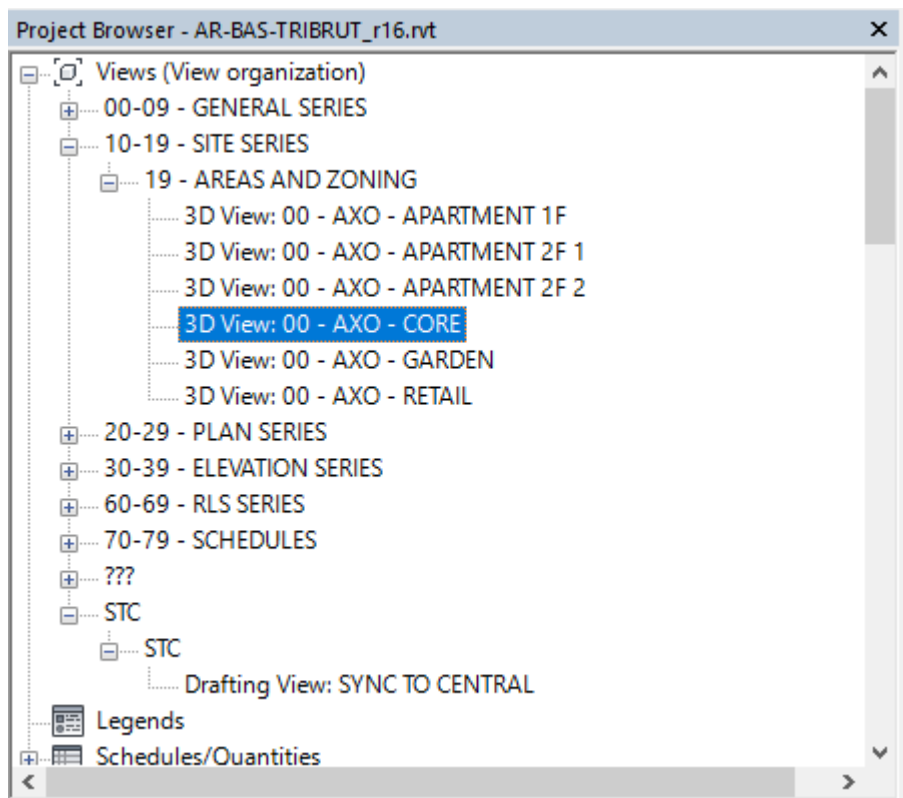 Project Browser - AR-BAS-TRIBRUT_r16.rvt
Views (View organization)
00-09 - GENERAL SERIES
10-19 - SITE SERIES
19 - AREAS AND ZONING
3D View: 00 - AXO - APARTMENT 1F
3D View: 00 - AXO - APARTMENT 2F 1
3D View: 00 - AXO - APARTMENT 2F 2
3D View: 00 - AXO - CORE
3D View: 00 - AXO - GARDEN
3D View: 00 - AXO - RETAIL
20-29 - PLAN SERIES
30-39 - ELEVATION SERIES
60-69 - RLS SERIES
70-79 - SCHEDULES
???
STC
STC
Drafting View: SYNC TO CENTRAL
Legends
Schedules/Quantities